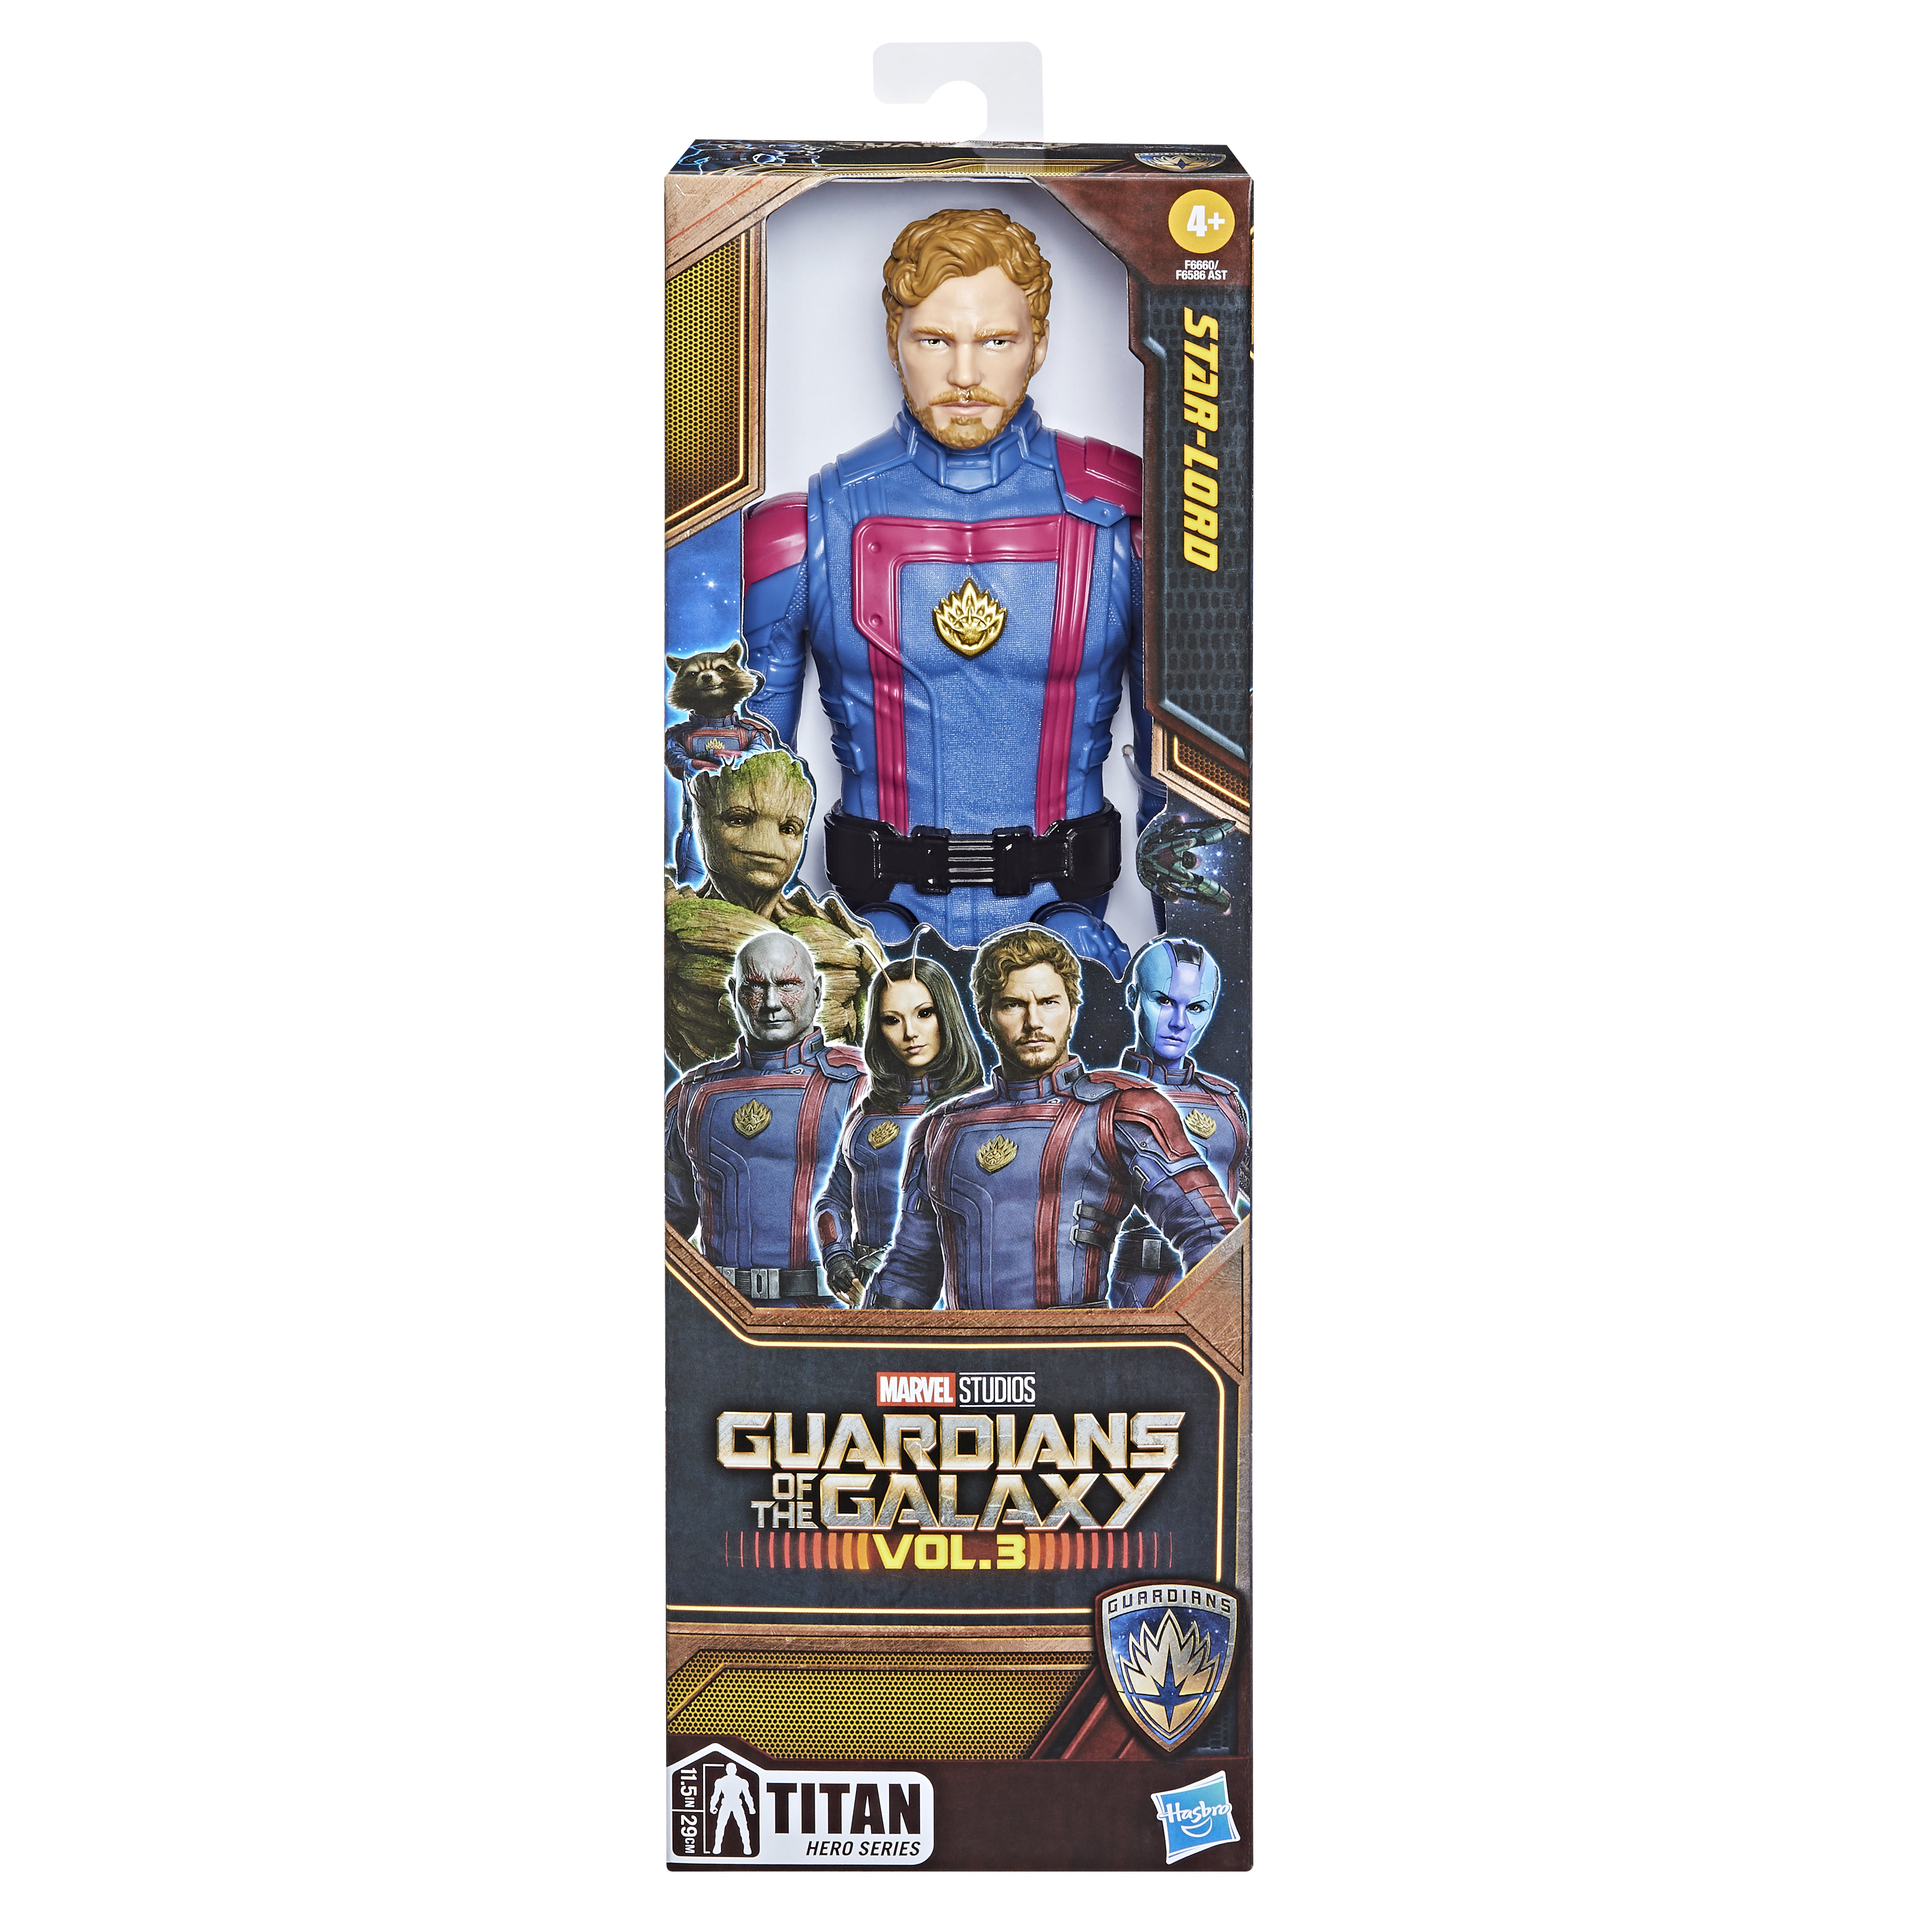 4+
F6660/
F6586 AST
STAR-LORD
MARVEL STUDIOS
GUARDIANS
OF THE GALAXY
VOL.3
GUARDIANS
11.5IN 29CM
TITAN
HERO SERIES
Hasbro